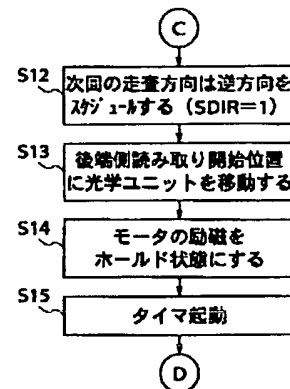 C
S12
次回の走査方向は逆方向を
スケジュールする(SDIR=1)
S13
後端側読み取り開始位置
に光学ユニットを移動する
S14
モータの励磁を
ホールド状態にする
S15
タイマ起動
D